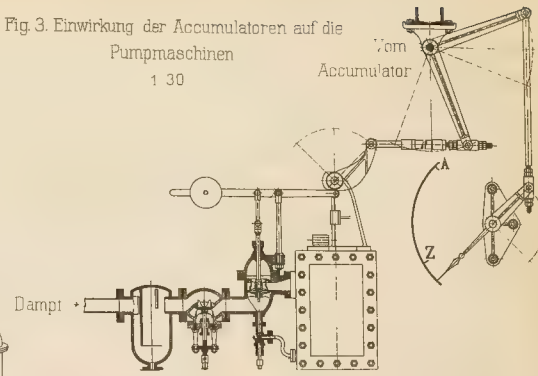 Fig. 3. Einwirkung der Accumulatoren auf die
Pumpmaschinen
1 30
Vom
Accumulator
A
Z
Dampf